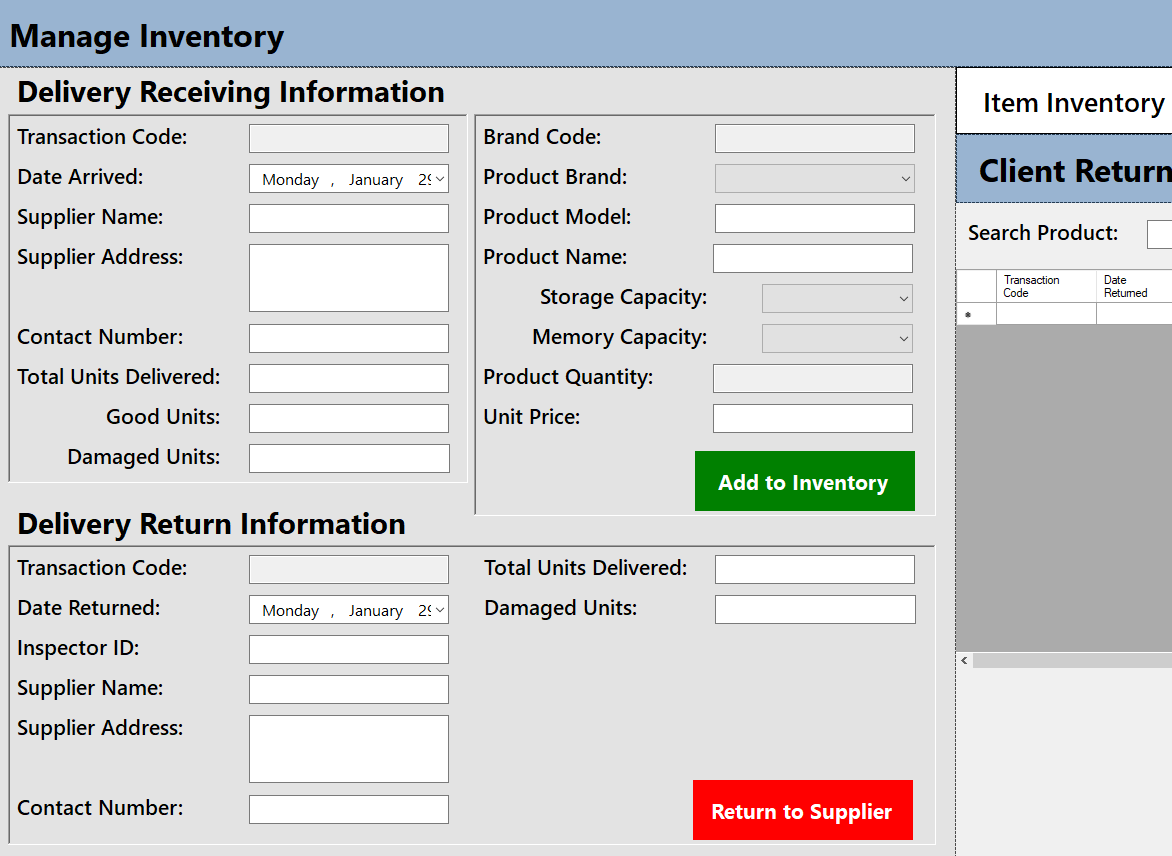 Manage Inventory
Delivery Receiving Information
Transaction Code:
Date Arrived:
Monday , January 29
Supplier Name:
Supplier Address:
Contact Number:
Total Units Delivered:
Good Units:
Damaged Units:
Brand Code:
Product Brand:
Product Model:
Product Name:
Storage Capacity:
Memory Capacity:
Product Quantity:
Unit Price:
Add to Inventory
Delivery Return Information
Transaction Code:
Date Returned:
Monday , January 29
Inspector ID:
Supplier Name:
Supplier Address:
Contact Number:
Total Units Delivered:
Damaged Units:
Return to Supplier
Item Inventory
Client Return
Search Product:
Transaction
Code
Date
Returned